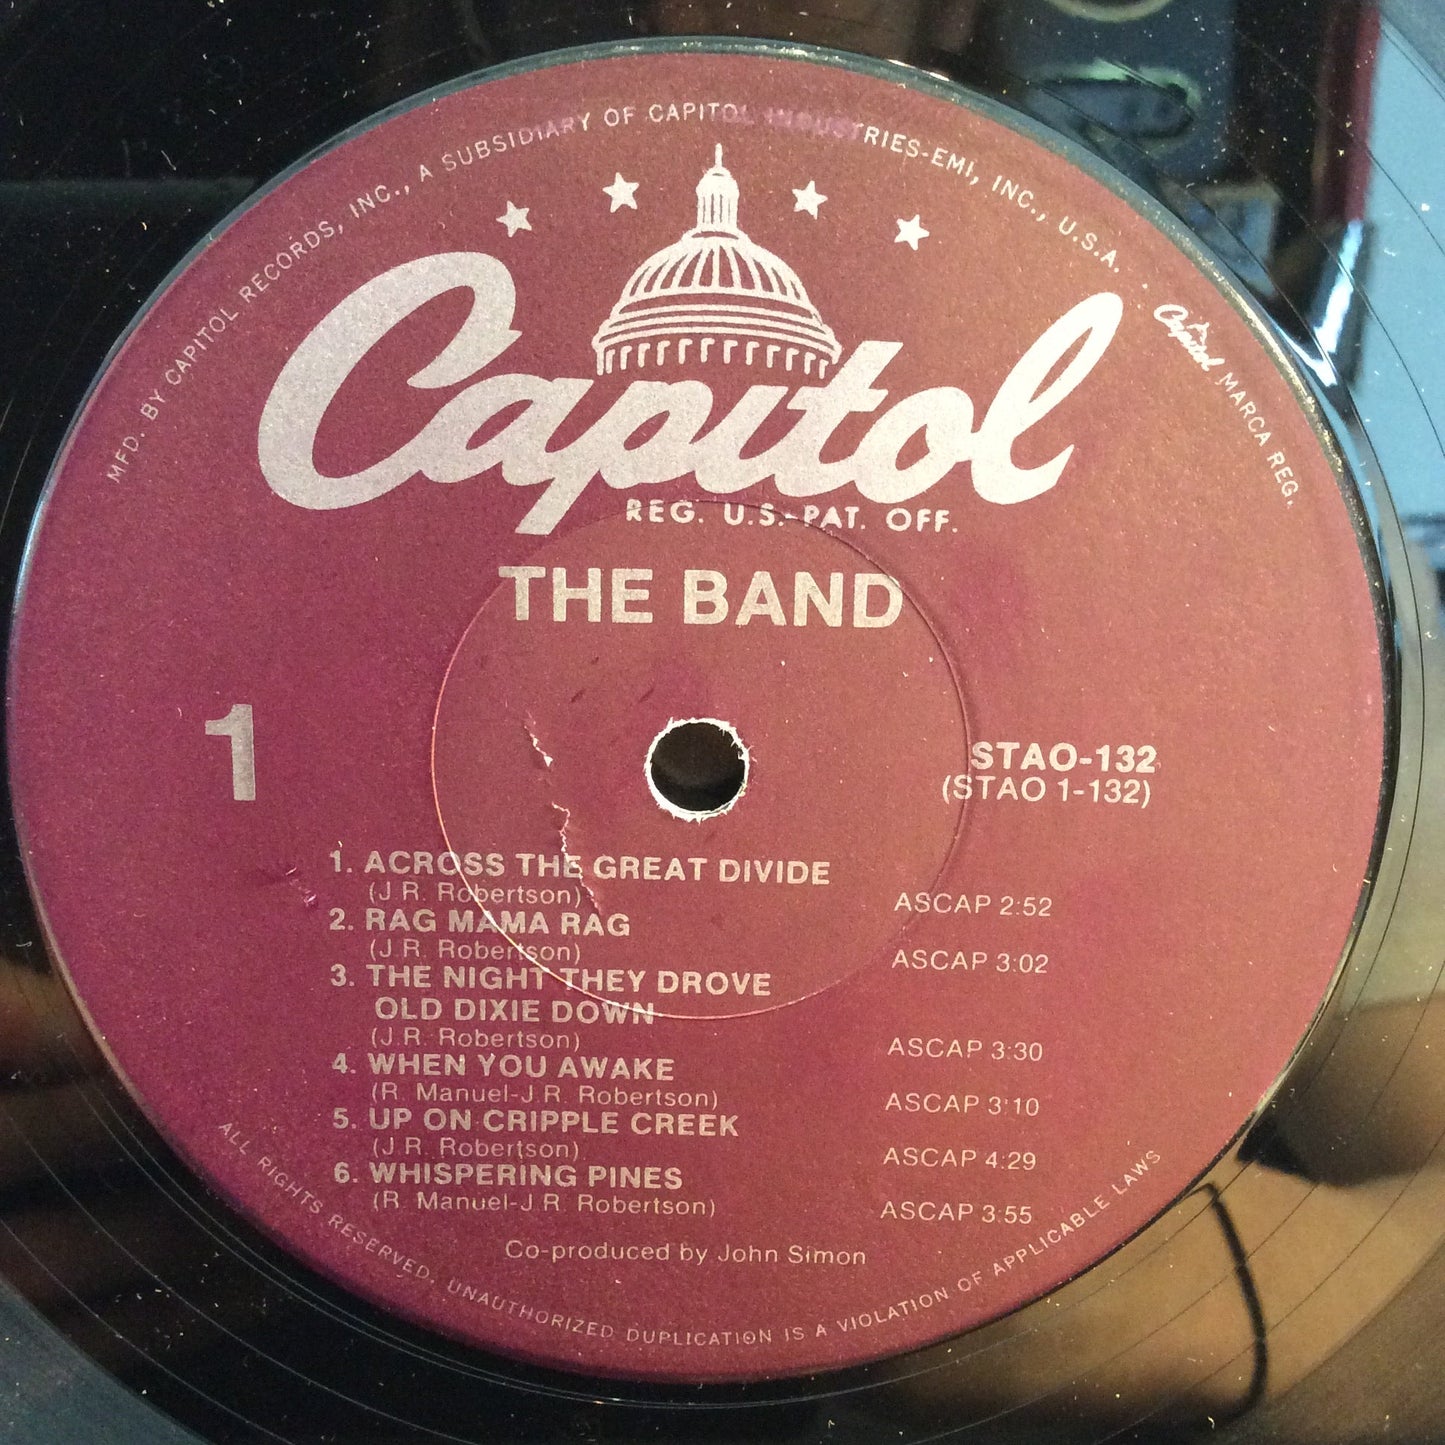 MFD. BY CAPITOL RECORDS, INC., A SUBSIDIARY OF CAPITOL INDUSTRIES-EMI, INC., U.S.A.
Capitol MARCA REG.
Capitol
REG. U.S.-PAT. OFF.
THE BAND
1
STAO-132
(STAO 1-132)
1. ACROSS THE GREAT DIVIDE
(J.R. Robertson) ASCAP 2:52
2. RAG MAMA RAG
(J.R. Robertson) ASCAP 3:02
3. THE NIGHT THEY DROVE
OLD DIXIE DOWN
(J.R. Robertson) ASCAP 3:30
4. WHEN YOU AWAKE
(R. Manuel-J.R. Robertson) ASCAP 3:10
5. UP ON CRIPPLE CREEK
(J.R. Robertson) ASCAP 4:29
6. WHISPERING PINES
(R. Manuel-J.R. Robertson) ASCAP 3:55
Co-produced by John Simon
ALL RIGHTS RESERVED. UNAUTHORIZED DUPLICATION IS A VIOLATION OF APPLICABLE LAWS